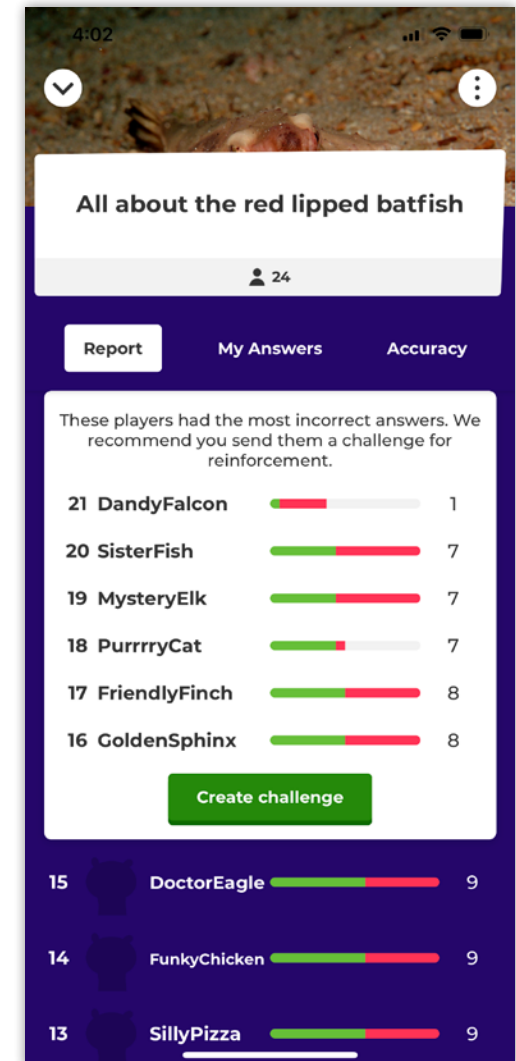 4:02
All about the red lipped batfish
24
Report My Answers Accuracy
These players had the most incorrect answers. We
recommend you send them a challenge for
reinforcement.
21 DandyFalcon 1
20 SisterFish 7
19 MysteryElk 7
18 PurrrryCat 7
17 FriendlyFinch 8
16 GoldenSphinx 8
Create challenge
15 DoctorEagle 9
14 FunkyChicken 9
13 SillyPizza 9